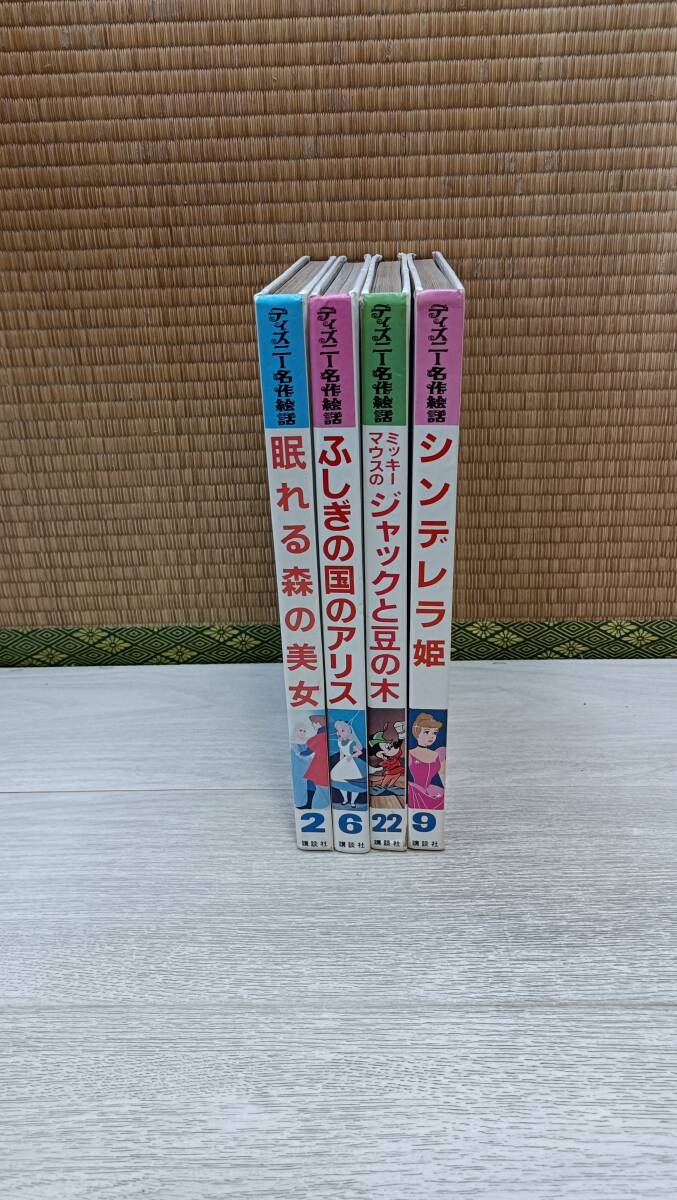 ディズニー名作絵話
眠れる森の美女
2
講談社
ディズニー名作絵話
ふしぎの国のアリス
6
講談社
ディズニー名作絵話
ミッキー
マウスの
ジャックと豆の木
22
講談社
ディズニー名作絵話
シンデレラ姫
9
講談社